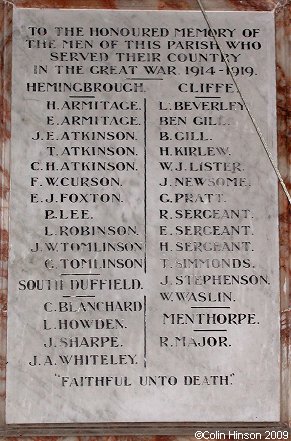 TO THE HONOURED MEMORY OF
THE MEN OF THIS PARISH WHO
SERVED THEIR COUNTRY
IN THE GREAT WAR. 1914-1919.
HEMINGBROUGH.
H. ARMITAGE.
E. ARMITAGE.
J. E. ATKINSON.
T. ATKINSON.
C. H. ATKINSON.
F. W. CURSON.
E. J. FOXTON.
P. LEE.
L. ROBINSON.
J. W. TOMLINSON
G. TOMLINSON
SOUTH DUFFIELD.
C. BLANCHARD
L. HOWDEN.
J. SHARPE.
J. A. WHITELEY.
CLIFFE.
L. BEVERLEY.
BEN GILL.
B. GILL.
H. KIRLEW.
W. J. LISTER.
J. NEWSOME.
G. PRATT.
R. SERGEANT.
E. SERGEANT.
H. SERGEANT.
T. SIMMONDS.
J. STEPHENSON.
W. WASLIN.
MENTHORPE.
R. MAJOR.
"FAITHFUL UNTO DEATH."
©Colin Hinson 2009